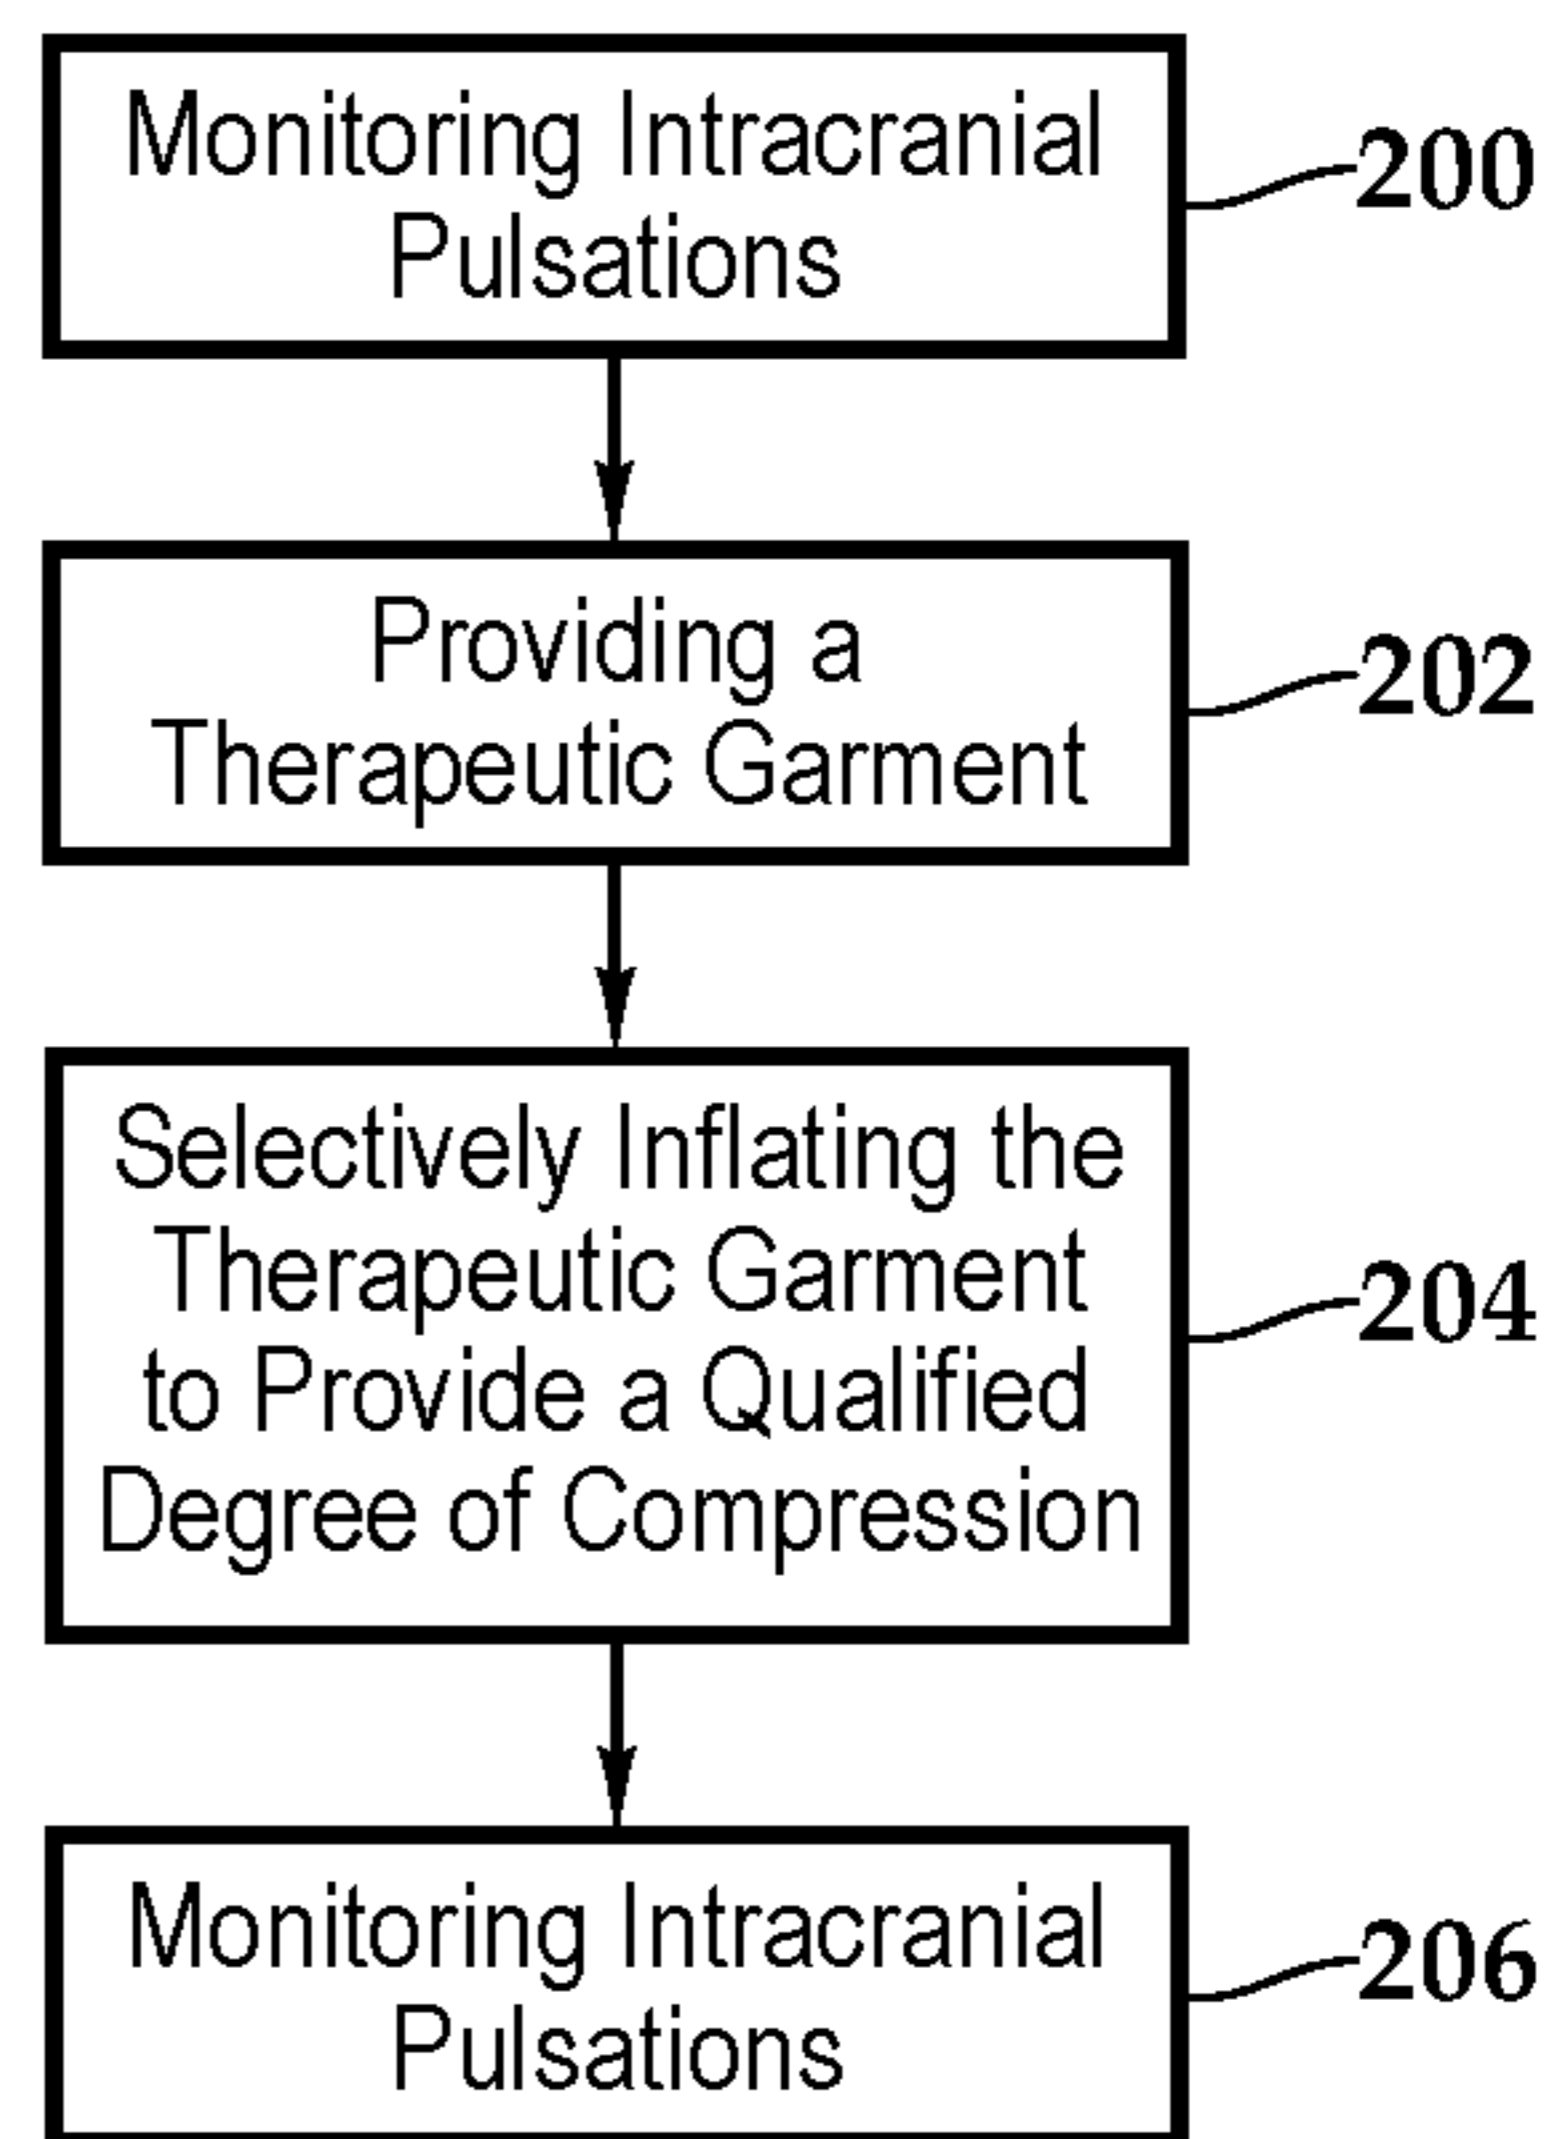 Monitoring Intracranial
Pulsations
200
Providing a
Therapeutic Garment
202
Selectively Inflating the
Therapeutic Garment
to Provide a Qualified
Degree of Compression
204
Monitoring Intracranial
Pulsations
206